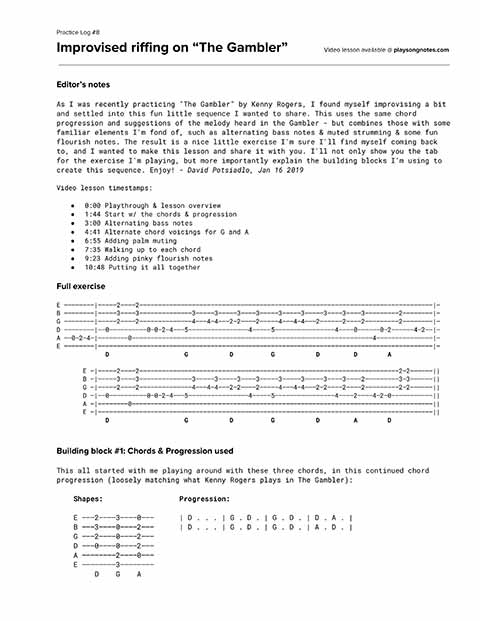 Practice Log #8
Improvised riffing on “The Gambler”
Video lesson available @ playsongnotes.com
Editor's notes
As I was recently practicing "The Gambler" by Kenny Rogers, I found myself improvising a bit
and settled into this fun little sequence I wanted to share. This uses the same chord
progression and suggestions of the melody heard in the Gambler – but combines those with some
familiar elements I'm fond of, such as alternating bass notes & muted strumming & some fun
flourish notes. The result is a nice little exercise I'm sure I'll find myself coming back
to, and I wanted to make this lesson and share it with you. I'll not only show you the tab
for the exercise I'm playing, but more importantly explain the building blocks I'm using to
create this sequence. Enjoy! - David Potsiadlo, Jan 16 2019
Video lesson timestamps:
● 0:00 Playthrough & lesson overview
● 1:44 Start w/ the chords & progression
● 3:00 Alternating bass notes
● 4:41 Alternate chord voicings for G and A
● 6:55 Adding palm muting
● 7:35 Walking up to each chord
● 9:23 Adding pinky flourish notes
● 10:48 Putting it all together
Full exercise
D G D G D D A
D G D G D A D
Building block #1: Chords & Progression used
This all started with me playing around with these three chords, in this continued chord
progression (loosely matching what Kenny Rogers plays in The Gambler):
Shapes: Progression:
E ---2----3----0--- | D . . . | G . D . | G . D . | D . A . |
B ---3----0----2--- | D . . . | G . D . | G . D . | A . D . |
G ---2----0----2---
D ---0----0----2---
A --------2----0---
E --------3--------
D G A